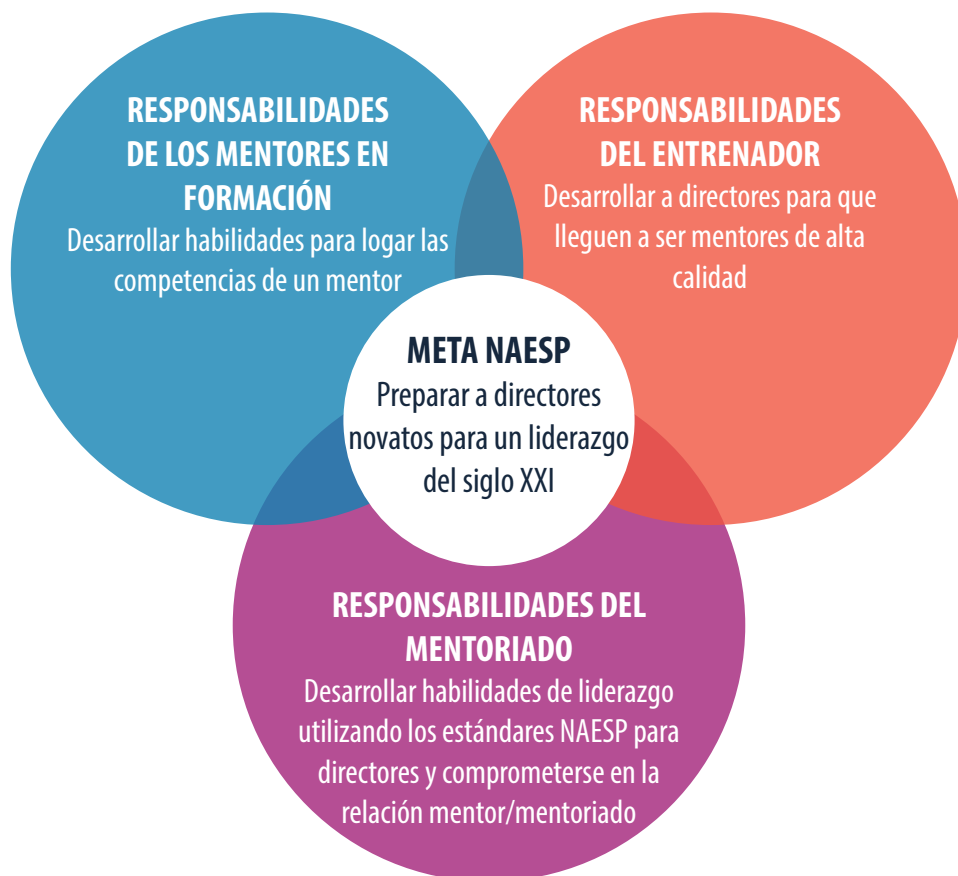 RESPONSABILIDADES
DE LOS MENTORES EN
FORMACIÓN
Desarrollar habilidades para logar las
competencias de un mentor
RESPONSABILIDADES
DEL ENTRENADOR
Desarrollar a directores para que
lleguen a ser mentores de alta
calidad
META NAESP
Preparar a directores
novatos para un liderazgo
del siglo XXI
RESPONSABILIDADES DEL
MENTORIADO
Desarrollar habilidades de liderazgo
utilizando los estándares NAESP para
directores y comprometerse en la
relación mentor/mentoriado